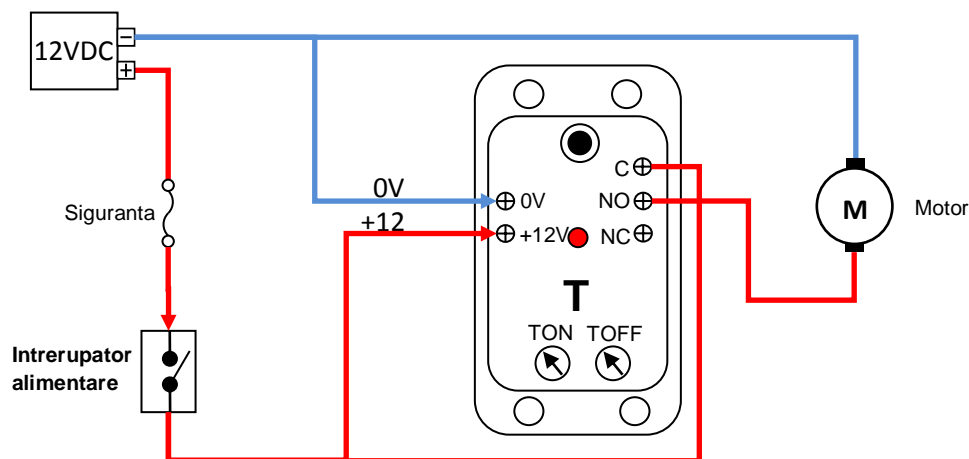 12VDC
−
+
Siguranta
Intrerupator
alimentare
0V
+12
0V
+12V
C
NO
NC
T
TON TOFF
M
Motor